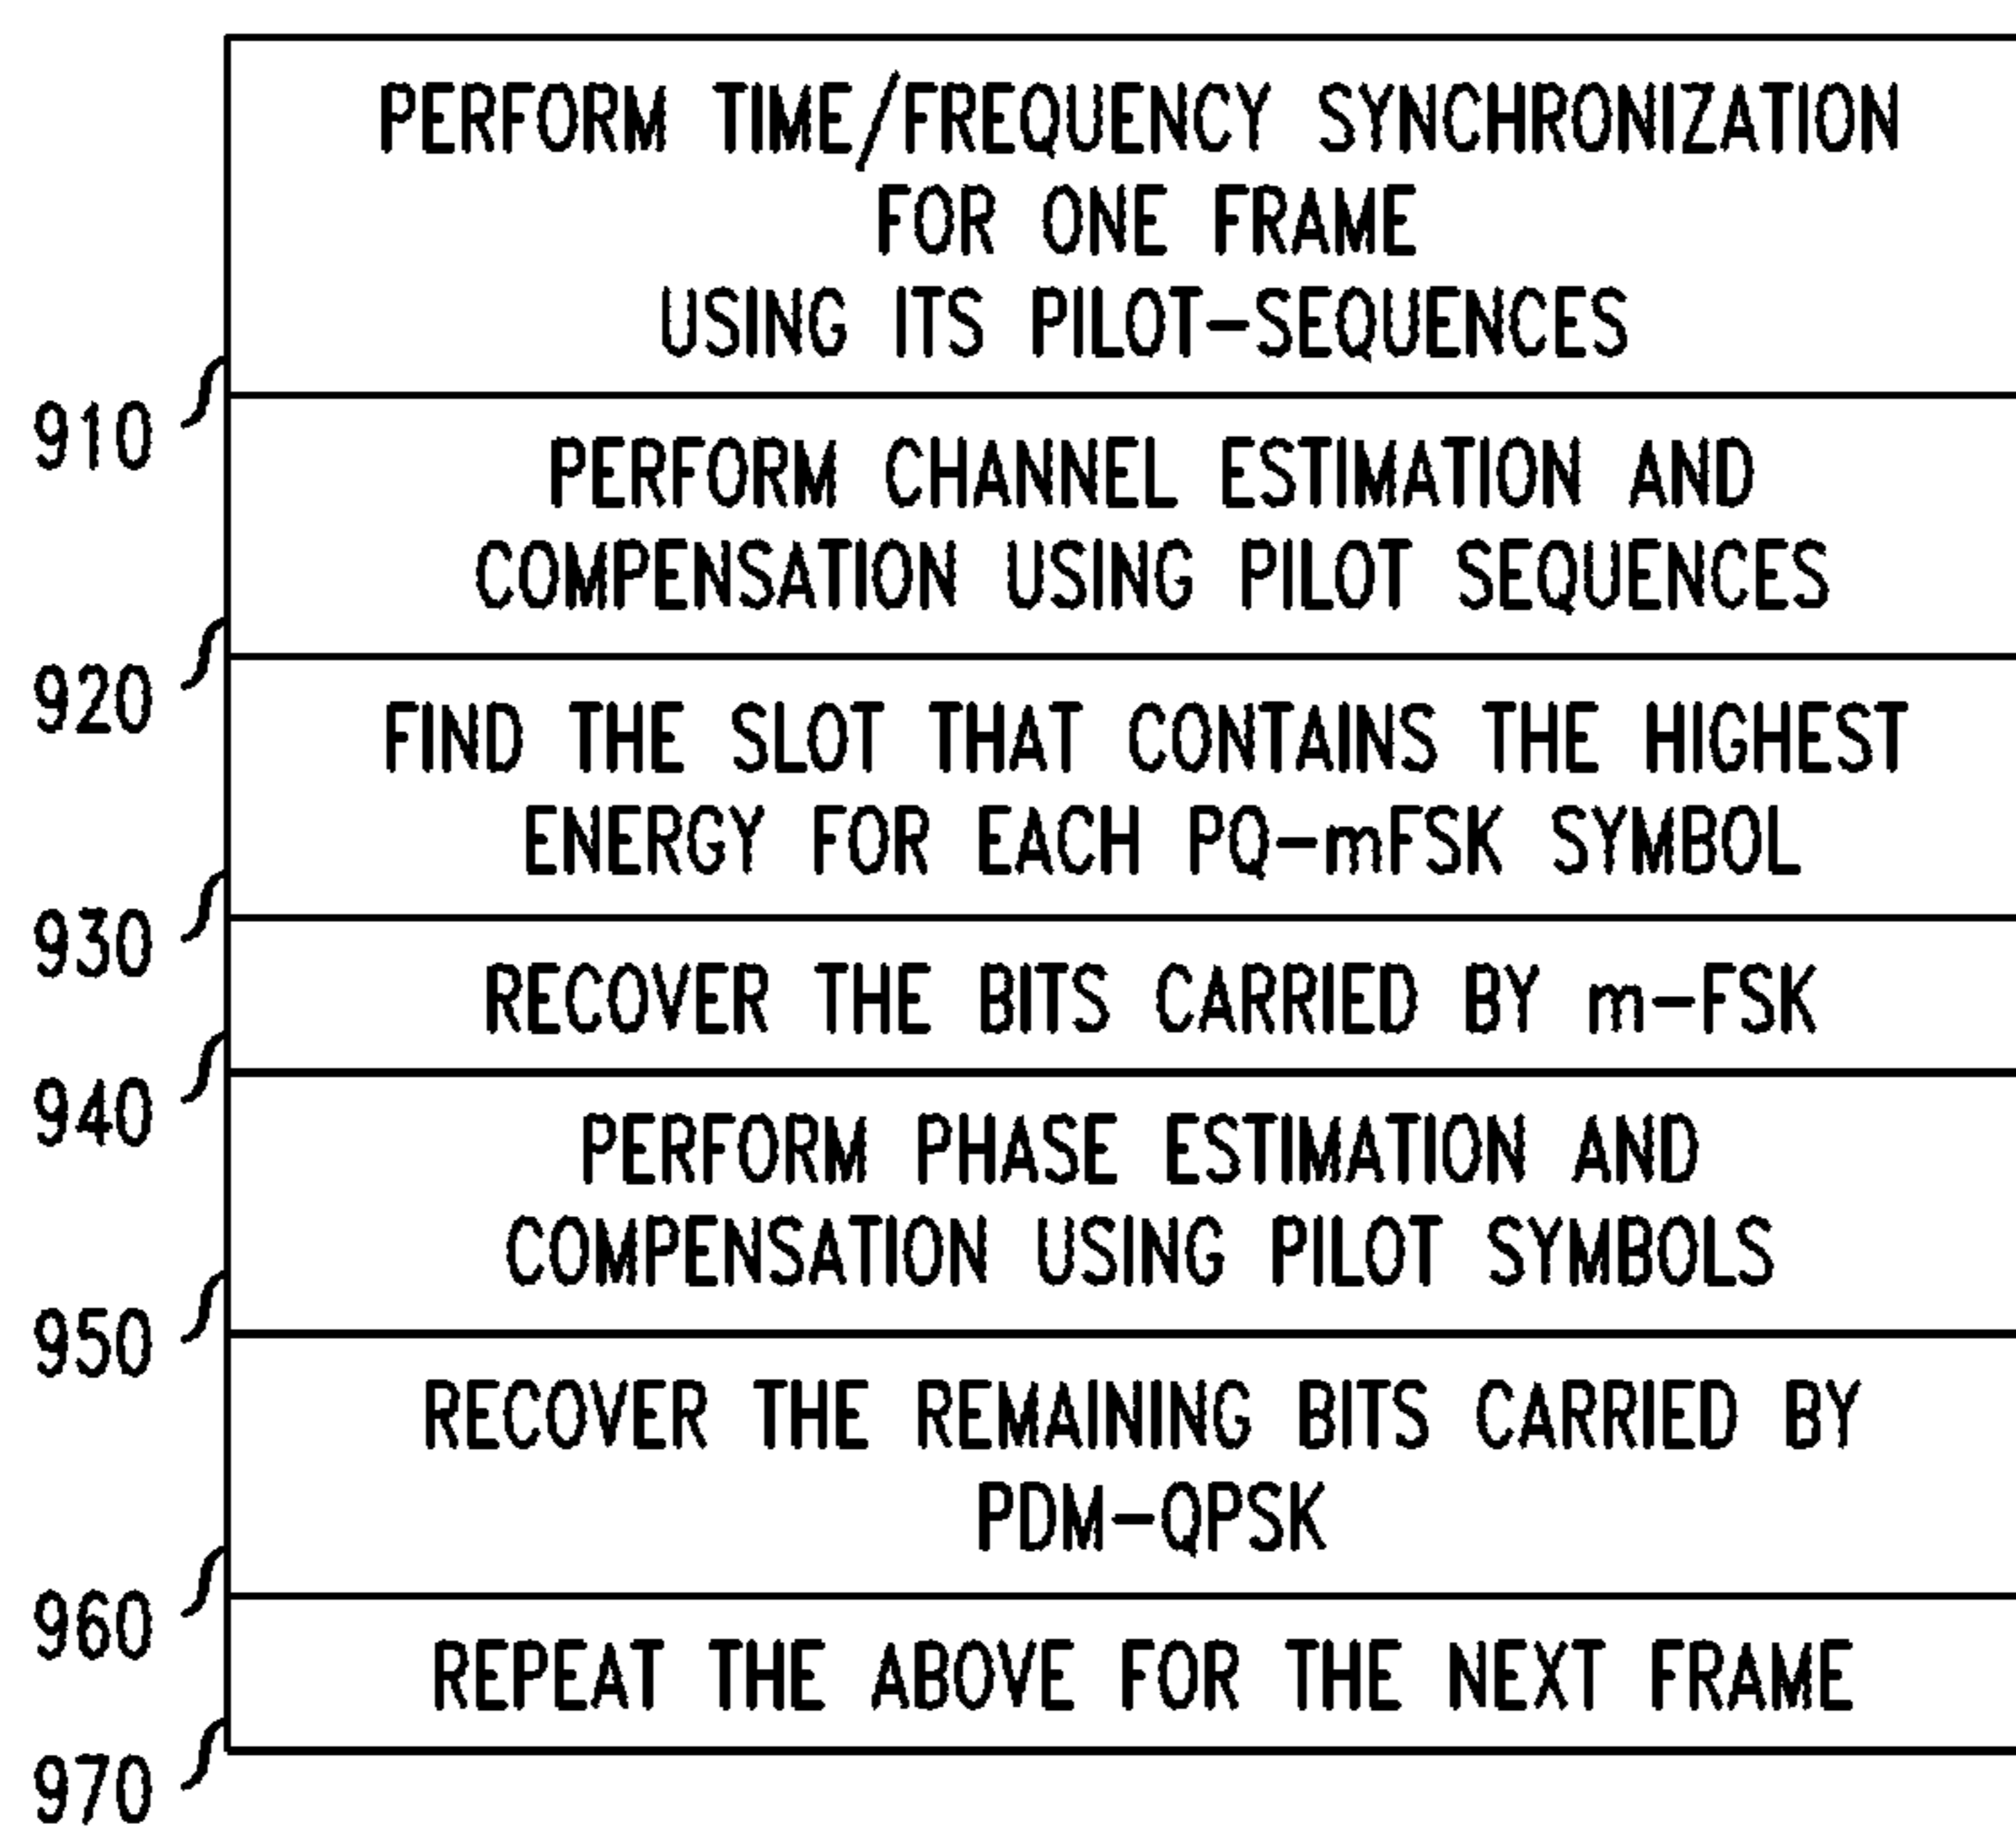 PERFORM TIME/FREQUENCY SYNCHRONIZATION
FOR ONE FRAME
USING ITS PILOT-SEQUENCES
910
PERFORM CHANNEL ESTIMATION AND
COMPENSATION USING PILOT SEQUENCES
920
FIND THE SLOT THAT CONTAINS THE HIGHEST
ENERGY FOR EACH PQ-mFSK SYMBOL
930
RECOVER THE BITS CARRIED BY m-FSK
940
PERFORM PHASE ESTIMATION AND
COMPENSATION USING PILOT SYMBOLS
950
RECOVER THE REMAINING BITS CARRIED BY
PDM-QPSK
960
REPEAT THE ABOVE FOR THE NEXT FRAME
970